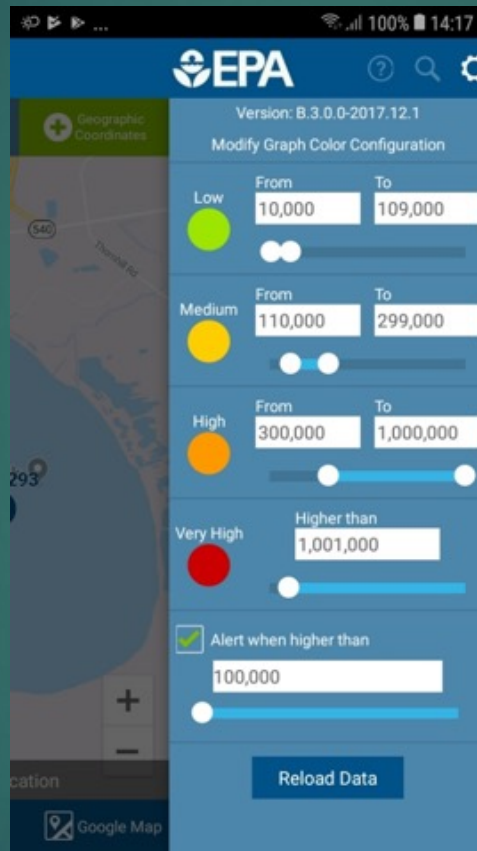 ... 100% 14:17
EPA
?
Geographic
Coordinates
Version: B.3.0.0-2017.12.1
Modify Graph Color Configuration
540
Thornhill Rd
293
Low
From To
10,000 109,000
Medium
From To
110,000 299,000
High
From To
300,000 1,000,000
Very High
Higher than
1,001,000
Alert when higher than
100,000
+
−
cation
Reload Data
Google Map